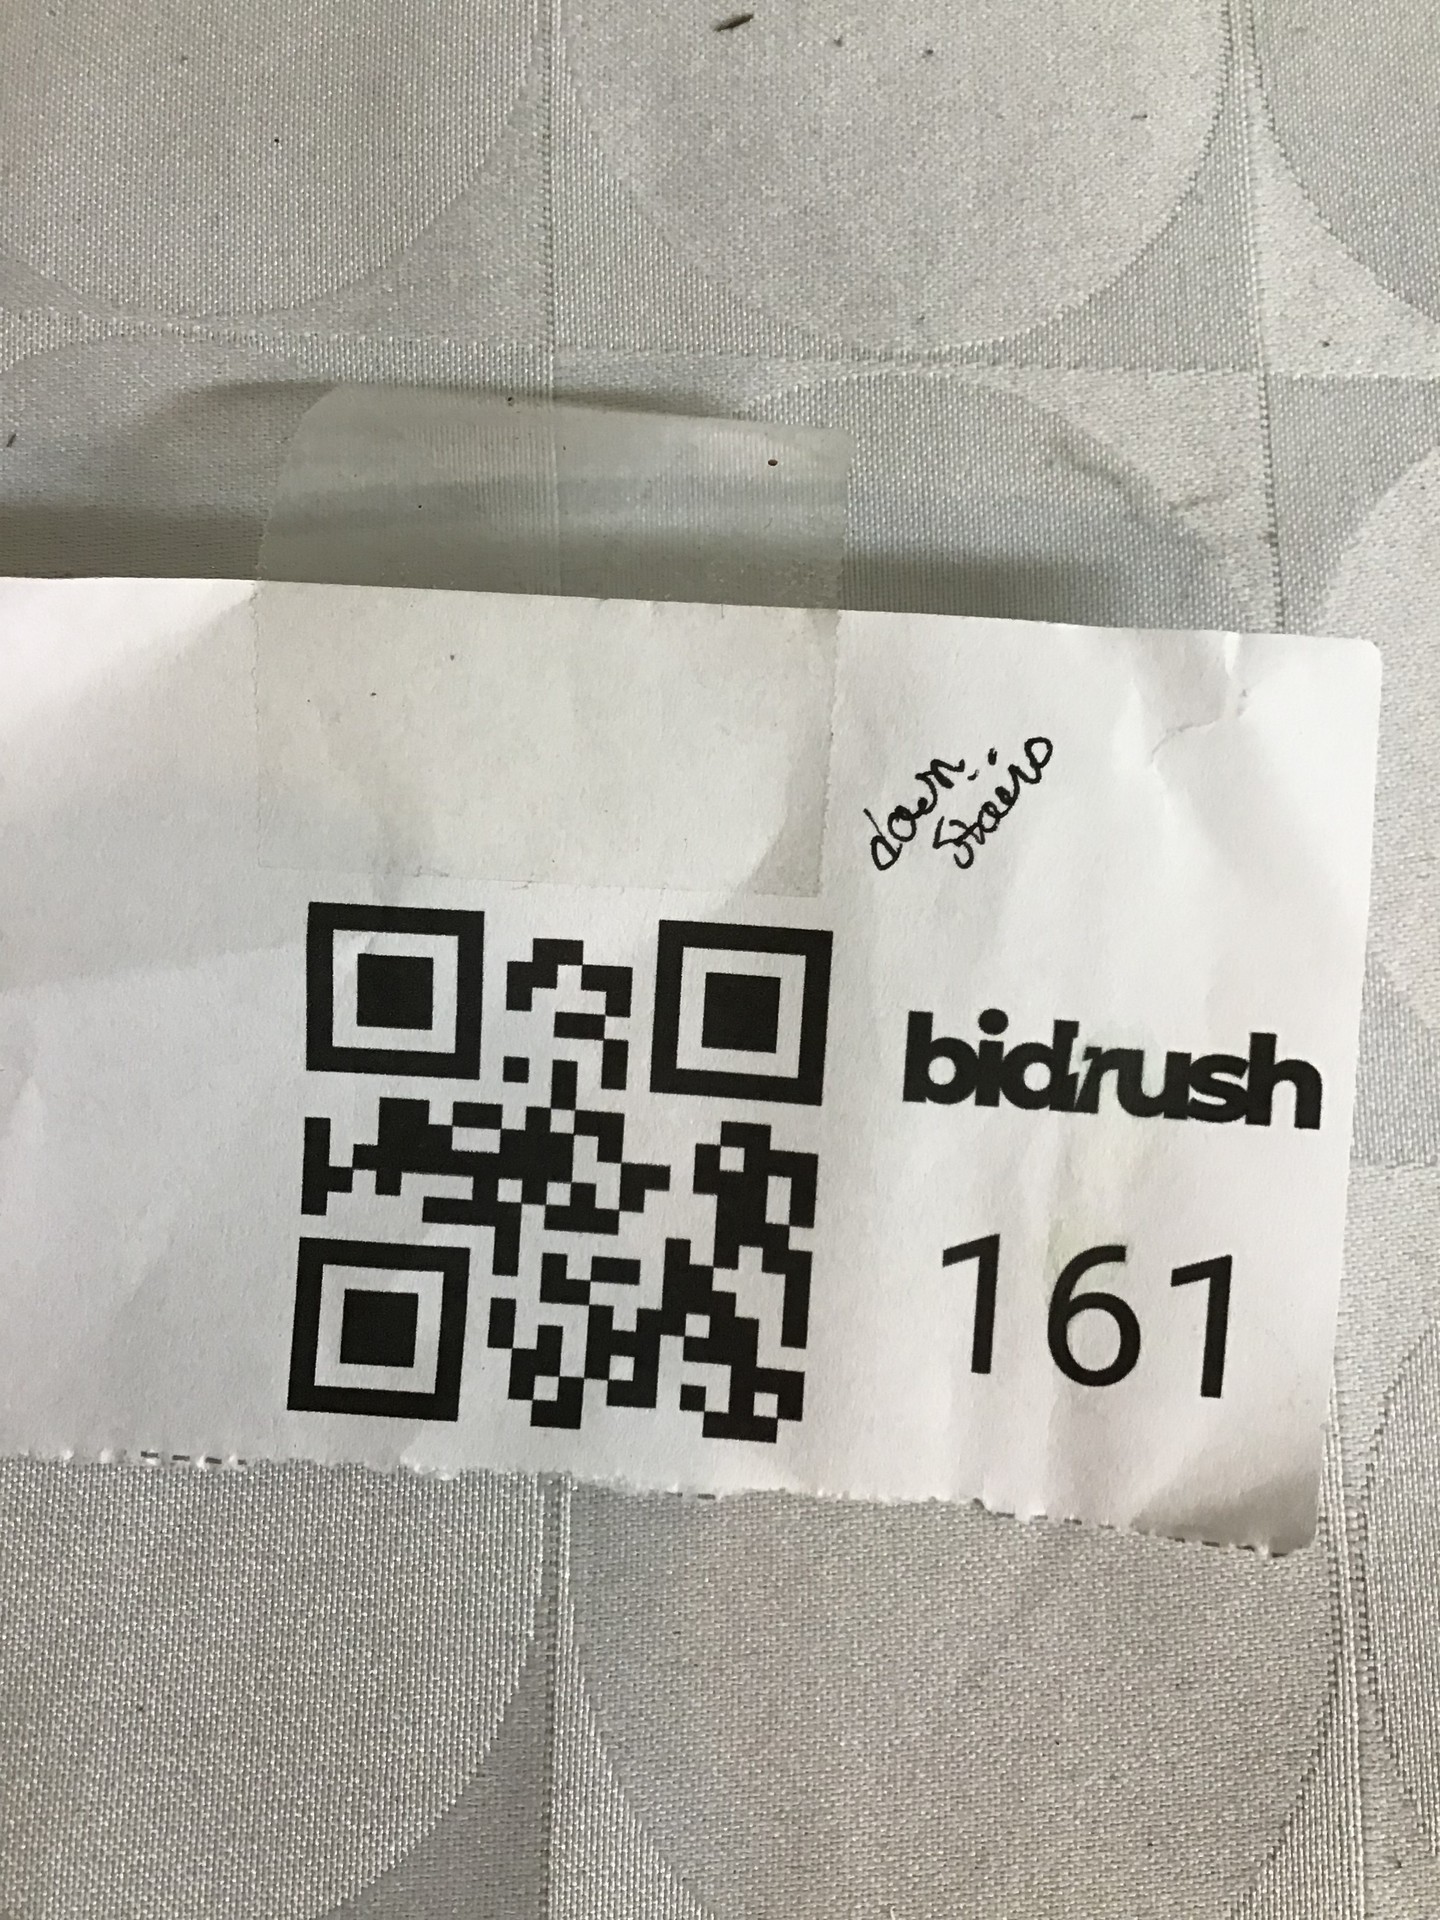 down
stairs
bidrush
161